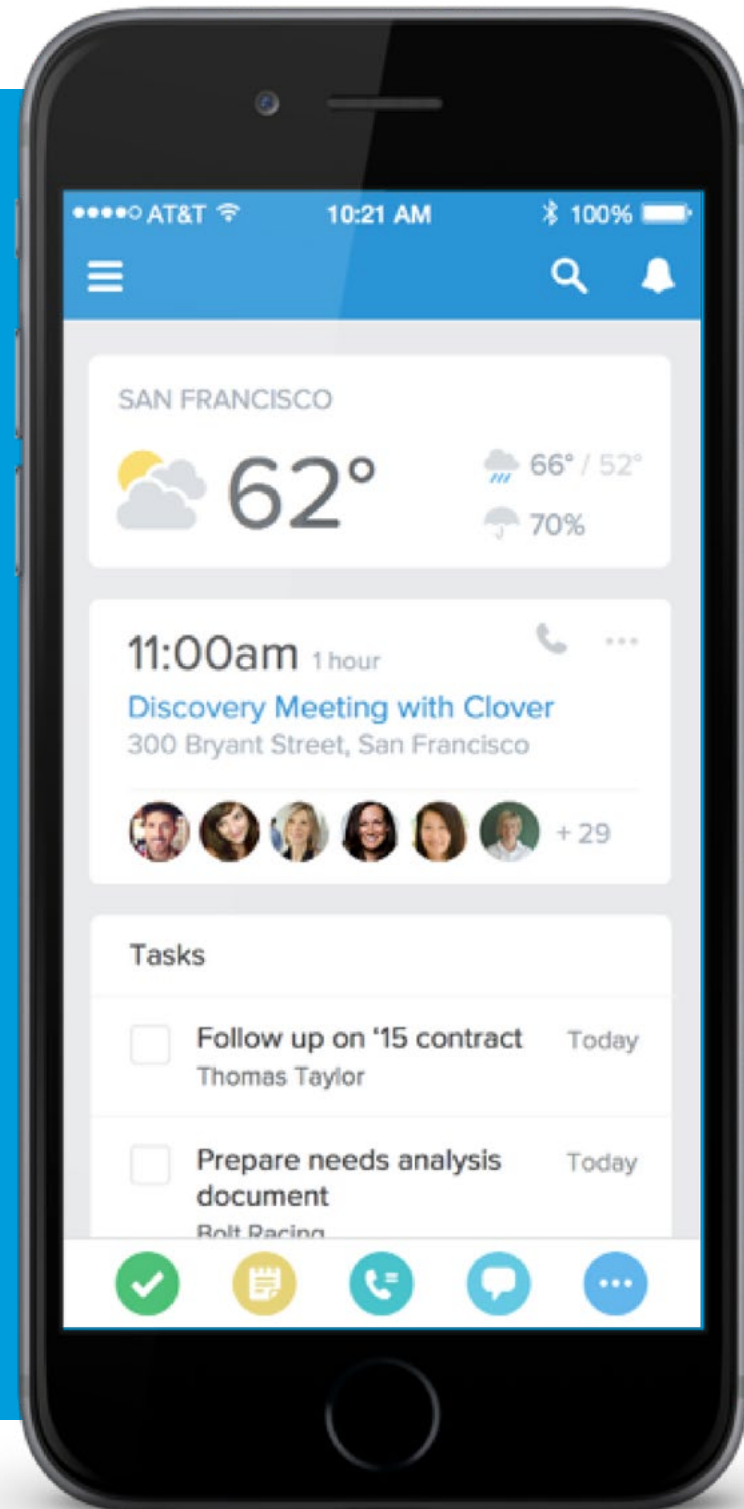 AT&T 10:21 AM 100%
SAN FRANCISCO
62° 66° / 52°
70%
11:00am 1 hour
Discovery Meeting with Clover
300 Bryant Street, San Francisco
+ 29
Tasks
Follow up on ‘15 contract Today
Thomas Taylor
Prepare needs analysis Today
document
Bolt Racing